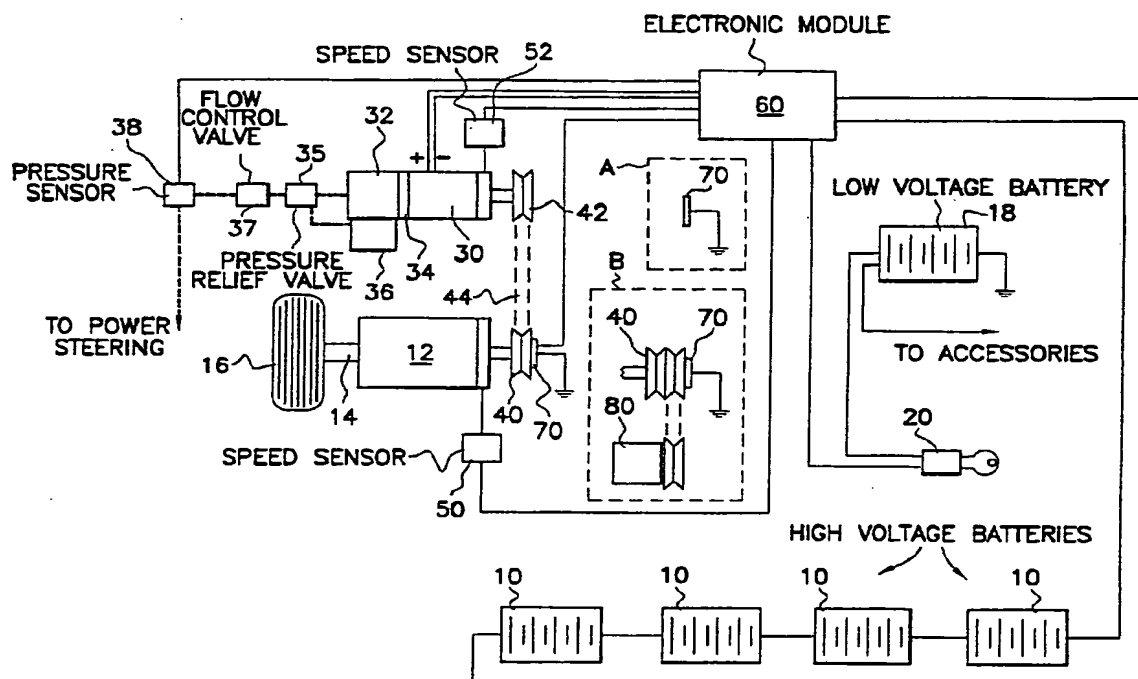 ELECTRONIC MODULE
SPEED SENSOR
52
60
FLOW
CONTROL
VALVE
38
32
35
+ -
PRESSURE
SENSOR
37
42
34
30
PRESSURE
RELIEF VALVE
36
A
70
LOW VOLTAGE BATTERY
18
B
44
TO POWER
STEERING
12
16
14
40
70
40
70
80
TO ACCESSORIES
20
SPEED SENSOR
50
HIGH VOLTAGE BATTERIES
10
10
10
10